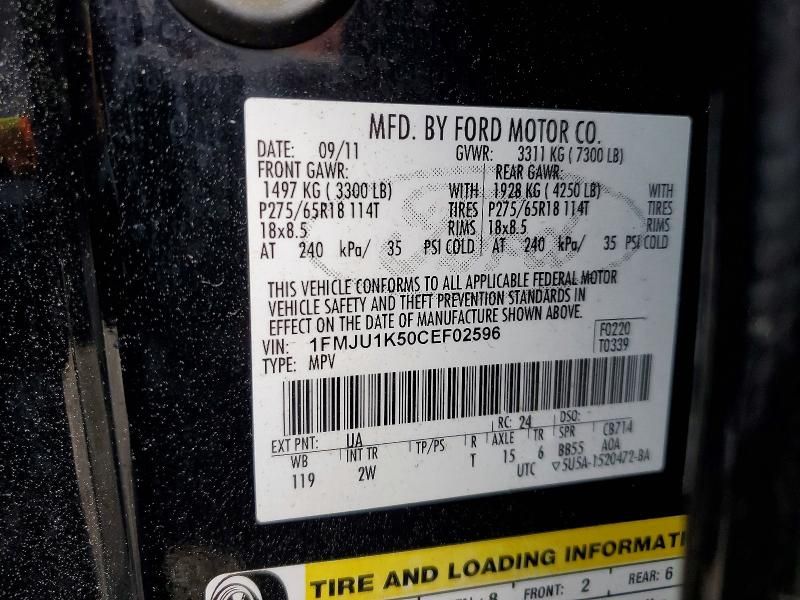 MFD. BY FORD MOTOR CO.
DATE: 09/11 GVWR: 3311 KG ( 7300 LB)
FRONT GAWR: REAR GAWR:
1497 KG ( 3300 LB) WITH 1928 KG ( 4250 LB) WITH
P275/65R18 114T TIRES P275/65R18 114T TIRES
18x8.5 RIMS 18x8.5 RIMS
AT 240 kPa/ 35 PSI COLD AT 240 kPa/ 35 PSI COLD
THIS VEHICLE CONFORMS TO ALL APPLICABLE FEDERAL MOTOR
VEHICLE SAFETY AND THEFT PREVENTION STANDARDS IN
EFFECT ON THE DATE OF MANUFACTURE SHOWN ABOVE.
VIN: 1FMJU1K50CEF02596 F0220
TYPE: MPV T0339
EXT PNT: UA RC: 24 DSO:
WB INT TR TP/PS R AXLE TR SPR CB714
119 2W T 15 6 BB55 AOA
UTC ▽5U5A-1520472-BA
TIRE AND LOADING INFORMATI
8 FRONT: 2 REAR: 6